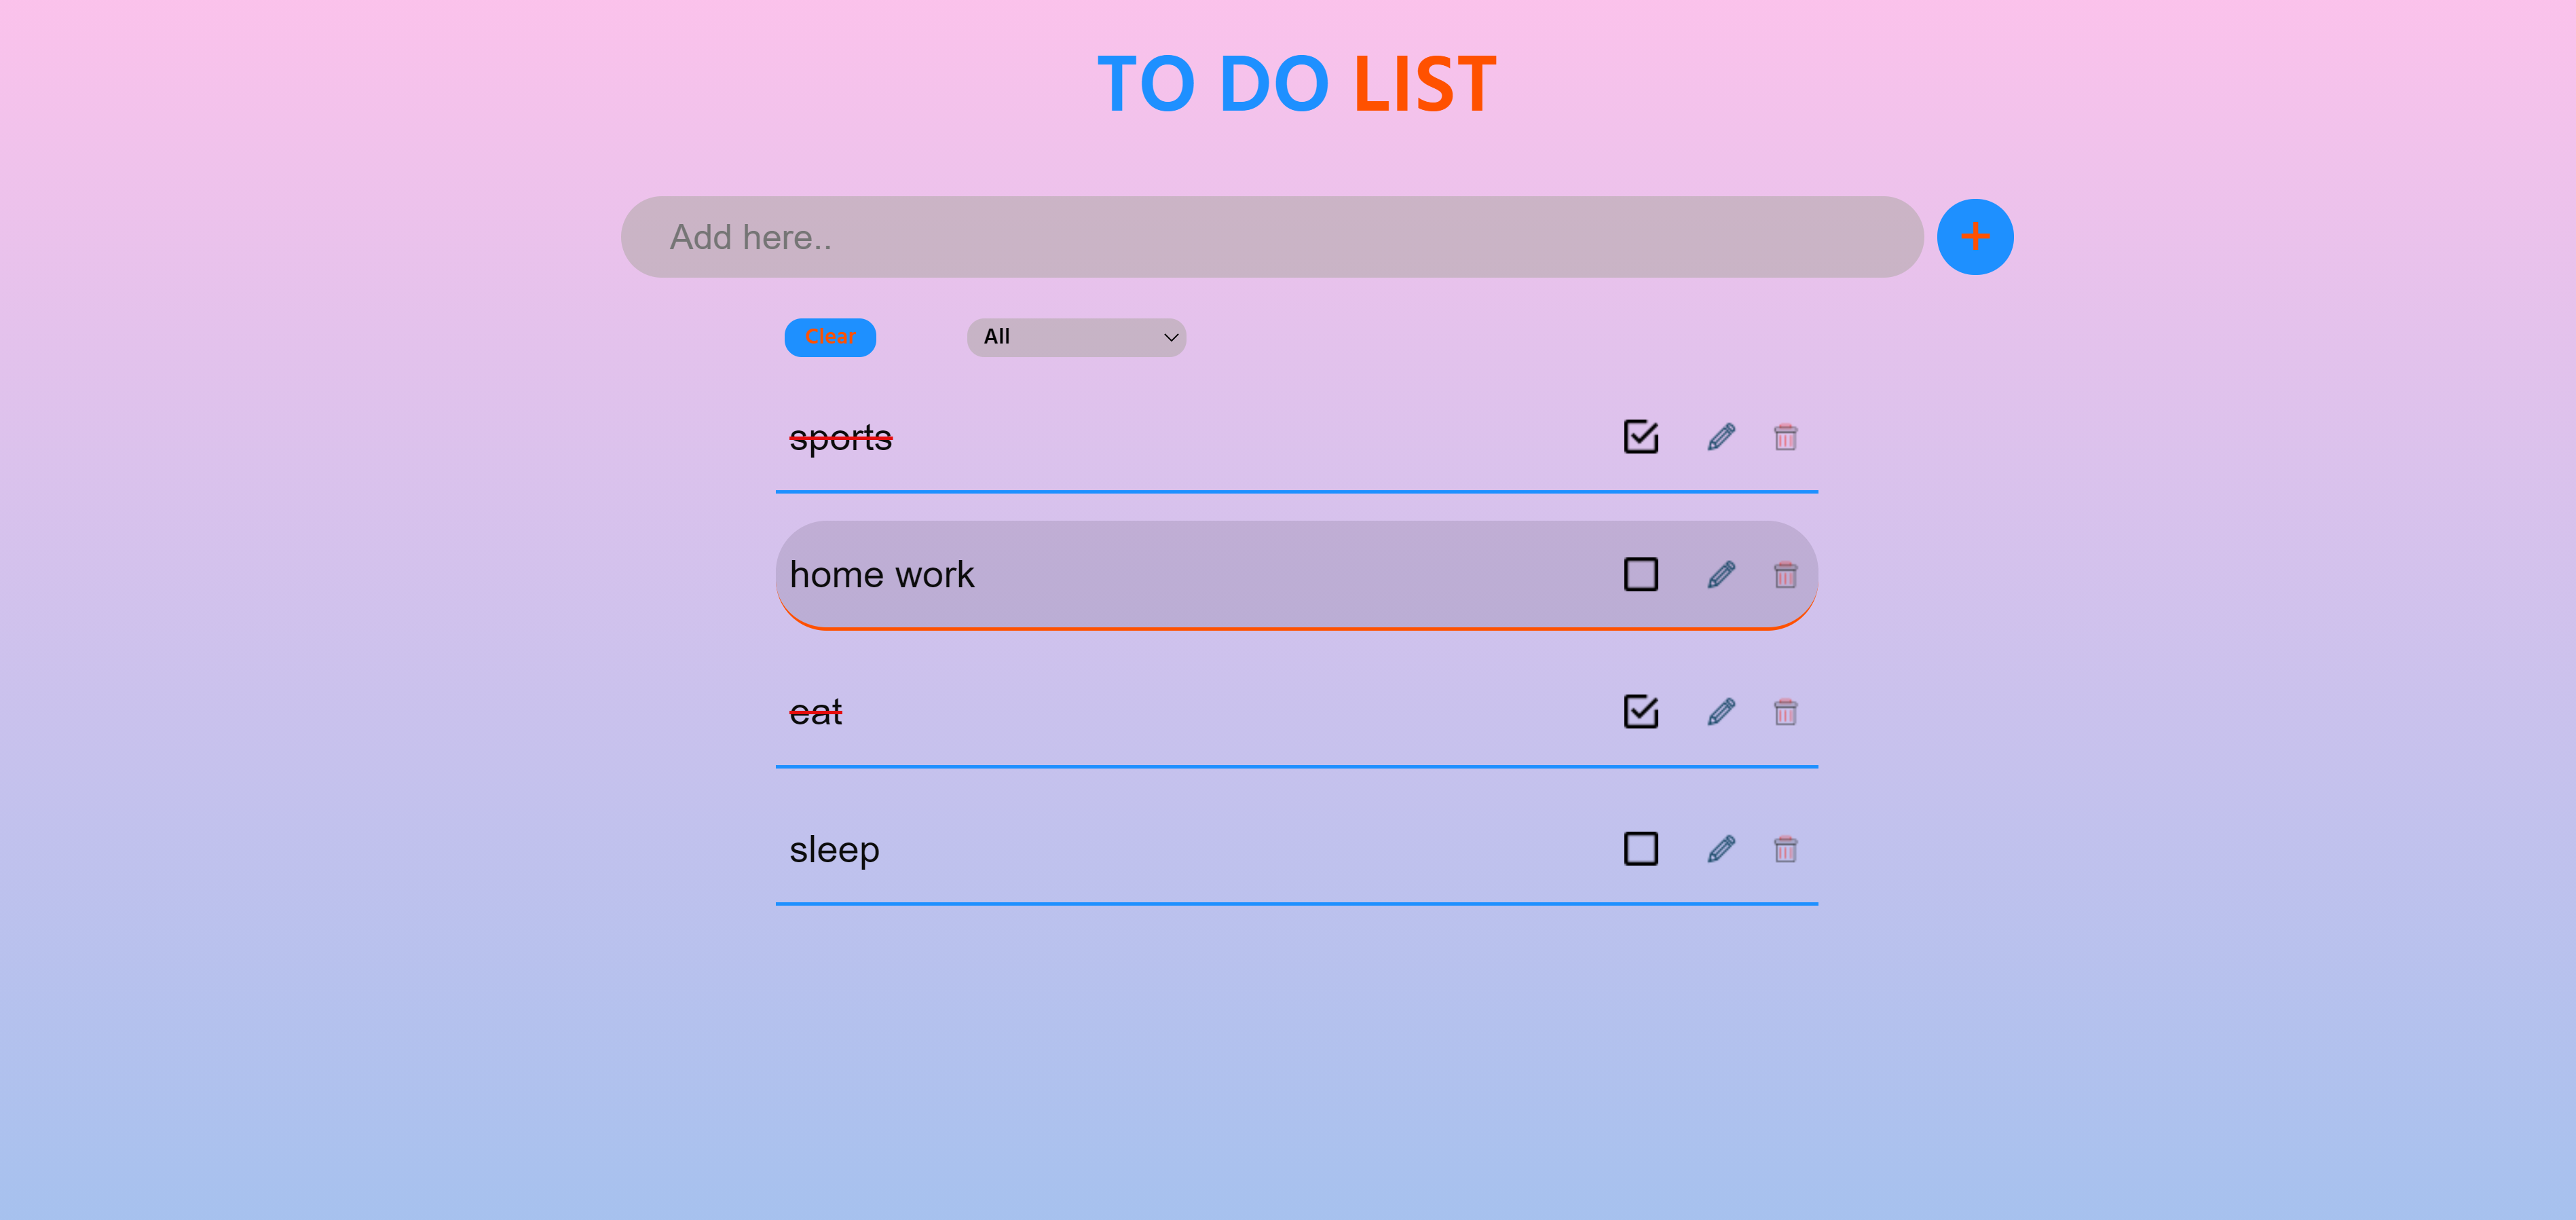 TO DO LIST
Add here..
+
Clear All
sports
home work
eat
sleep